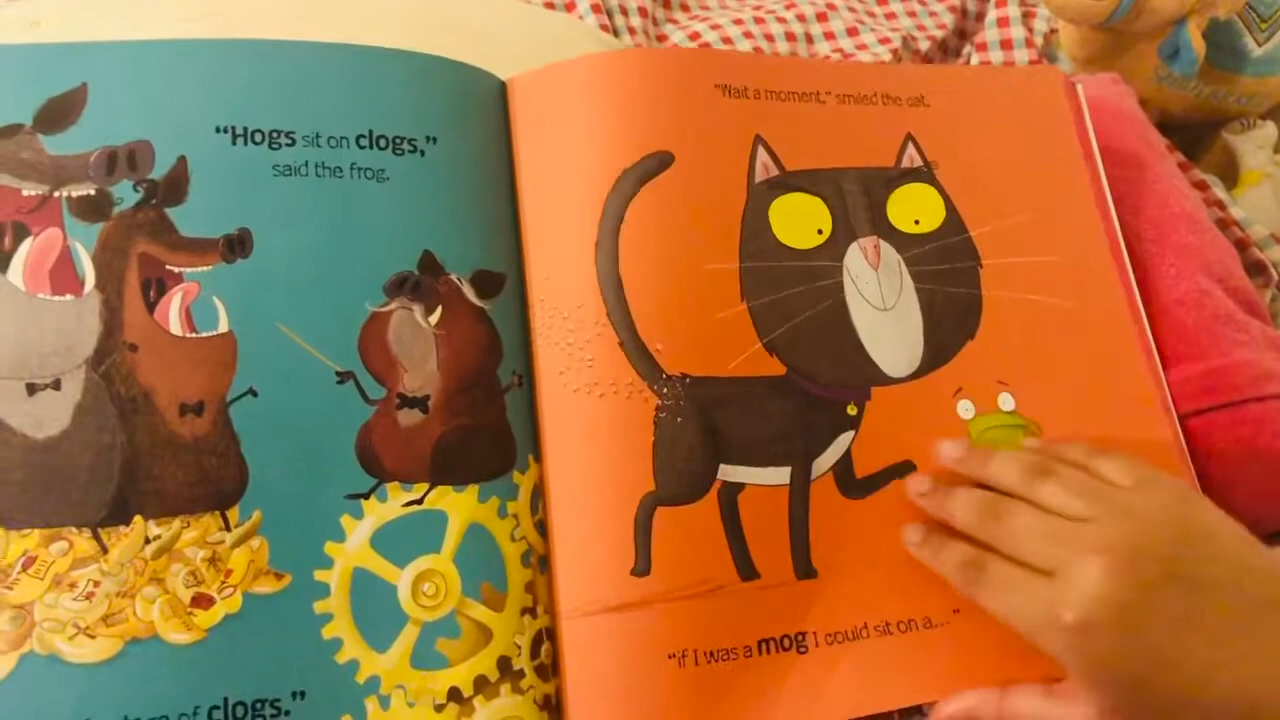 "Hogs sit on clogs,"
said the frog.
of clogs."
"Wait a moment," smiled the cat.
"if I was a mog I could sit on a..."